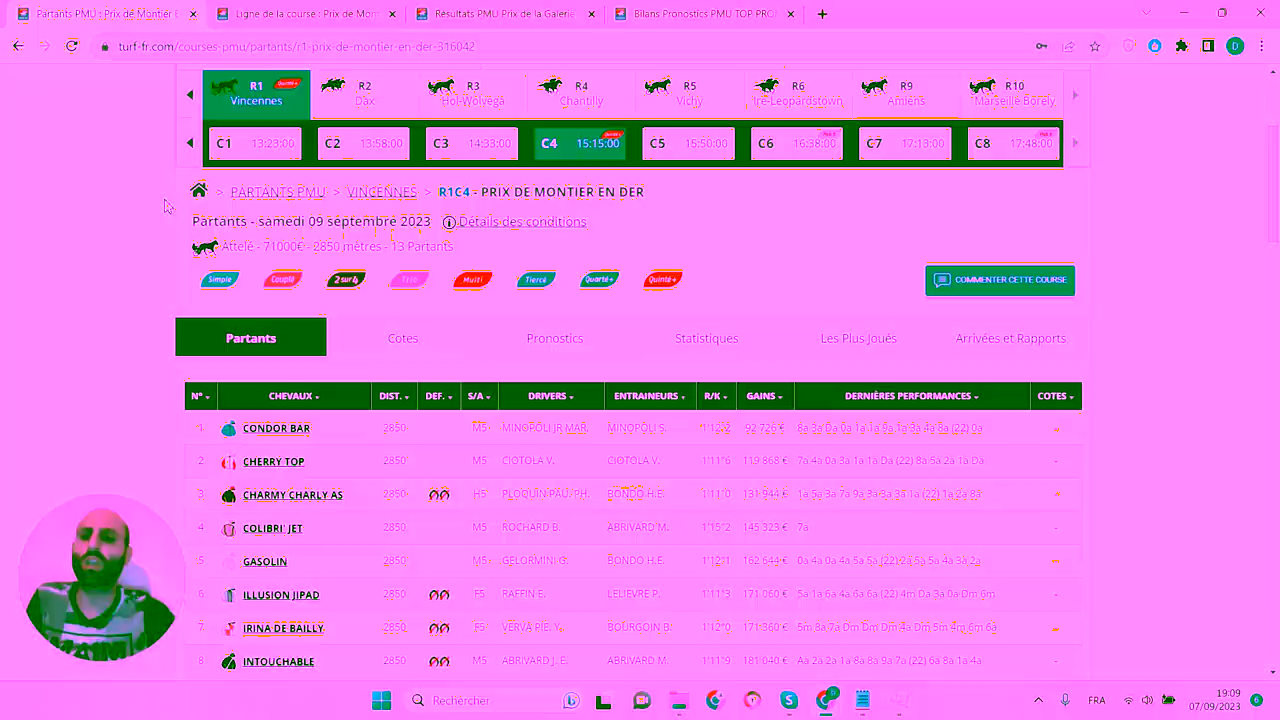 Partants PMU : Prix de Montier E
Ligne de la course : Prix de Mon
Résultats PMU Prix de la Galerie
Bilans Pronostics PMU TOP PRO
turf-fr.com/courses-pmu/partants/r1-prix-de-montier-en-der-316042
D
R1 Quinté+ R2 R3 R4 R5 R6 R9 R10
Vincennes Dax Hol-Wolvega Chantilly Vichy Ire-Leopardstown Amiens Marseille Borely
C1 13:23:00 C2 13:58:00 C3 14:33:00 C4 15:15:00 C5 15:50:00 C6 16:38:00 C7 17:13:00 C8 17:48:00
> PARTANTS PMU > VINCENNES > R1C4 - PRIX DE MONTIER EN DER
Partants - samedi 09 septembre 2023 Détails des conditions
Attelé - 71000€ - 2850 mètres - 13 Partants
Simple Couplé 2sur4 Trio Multi Tiercé Quarté+ Quinté+ COMMENTER CETTE COURSE
Partants Cotes Pronostics Statistiques Les Plus Joués Arrivées et Rapports
N° CHEVAUX DIST. DEF. S/A DRIVERS ENTRAINEURS R/K GAINS DERNIÈRES PERFORMANCES COTES
1 CONDOR BAR 2850 M5 MINOPOLI JR MAR. MINOPOLI S. 1'12"2 92 726 € 8a 3a Da 0a 1a 1a 9a 1a 3a 4a 8a (22) 0a -
2 CHERRY TOP 2850 M5 CIOTOLA V. CIOTOLA V. 1'11"6 119 868 € 7a 4a 0a 3a 1a 1a Da (22) 8a 5a 2a 1a Da -
3 CHARMY CHARLY AS 2850 H5 PLOQUIN PAU. PH. BONDO H.E. 1'11"0 131 944 € 1a 5a 3a 7a 9a 3a 3a 3a 1a (22) 1a 2a 8a -
4 COLIBRI' JET 2850 M5 ROCHARD B. ABRIVARD M. 1'15"2 145 323 € 7a -
5 GASOLIN 2850 M5 GELORMINI G. BONDO H.E. 1'12"1 162 644 € 0a 4a 0a 4a 5a 5a (22) 2a 5a 5a 4a 3a 2a -
6 ILLUSION JIPAD 2850 F5 RAFFIN E. LELIEVRE P. 1'11"3 171 060 € 5a 1a 6a 4a 6a 6a (22) 4m Da 3a 0a Dm 6m -
7 IRINA DE BAILLY 2850 F5 VERVA PIE. Y. BOURGOIN B. 1'12"0 171 360 € 5m 8a 7a Dm Dm Dm 4a Dm 5m 4m 9m 6a -
8 INTOUCHABLE 2850 M5 ABRIVARD J. E. ABRIVARD M. 1'11"9 181 040 € Aa 2a 2a 1a 8a 8a 9a 7a (22) 6a 8a 1a 4a -
Rechercher
FRA
19:09
07/09/2023
6